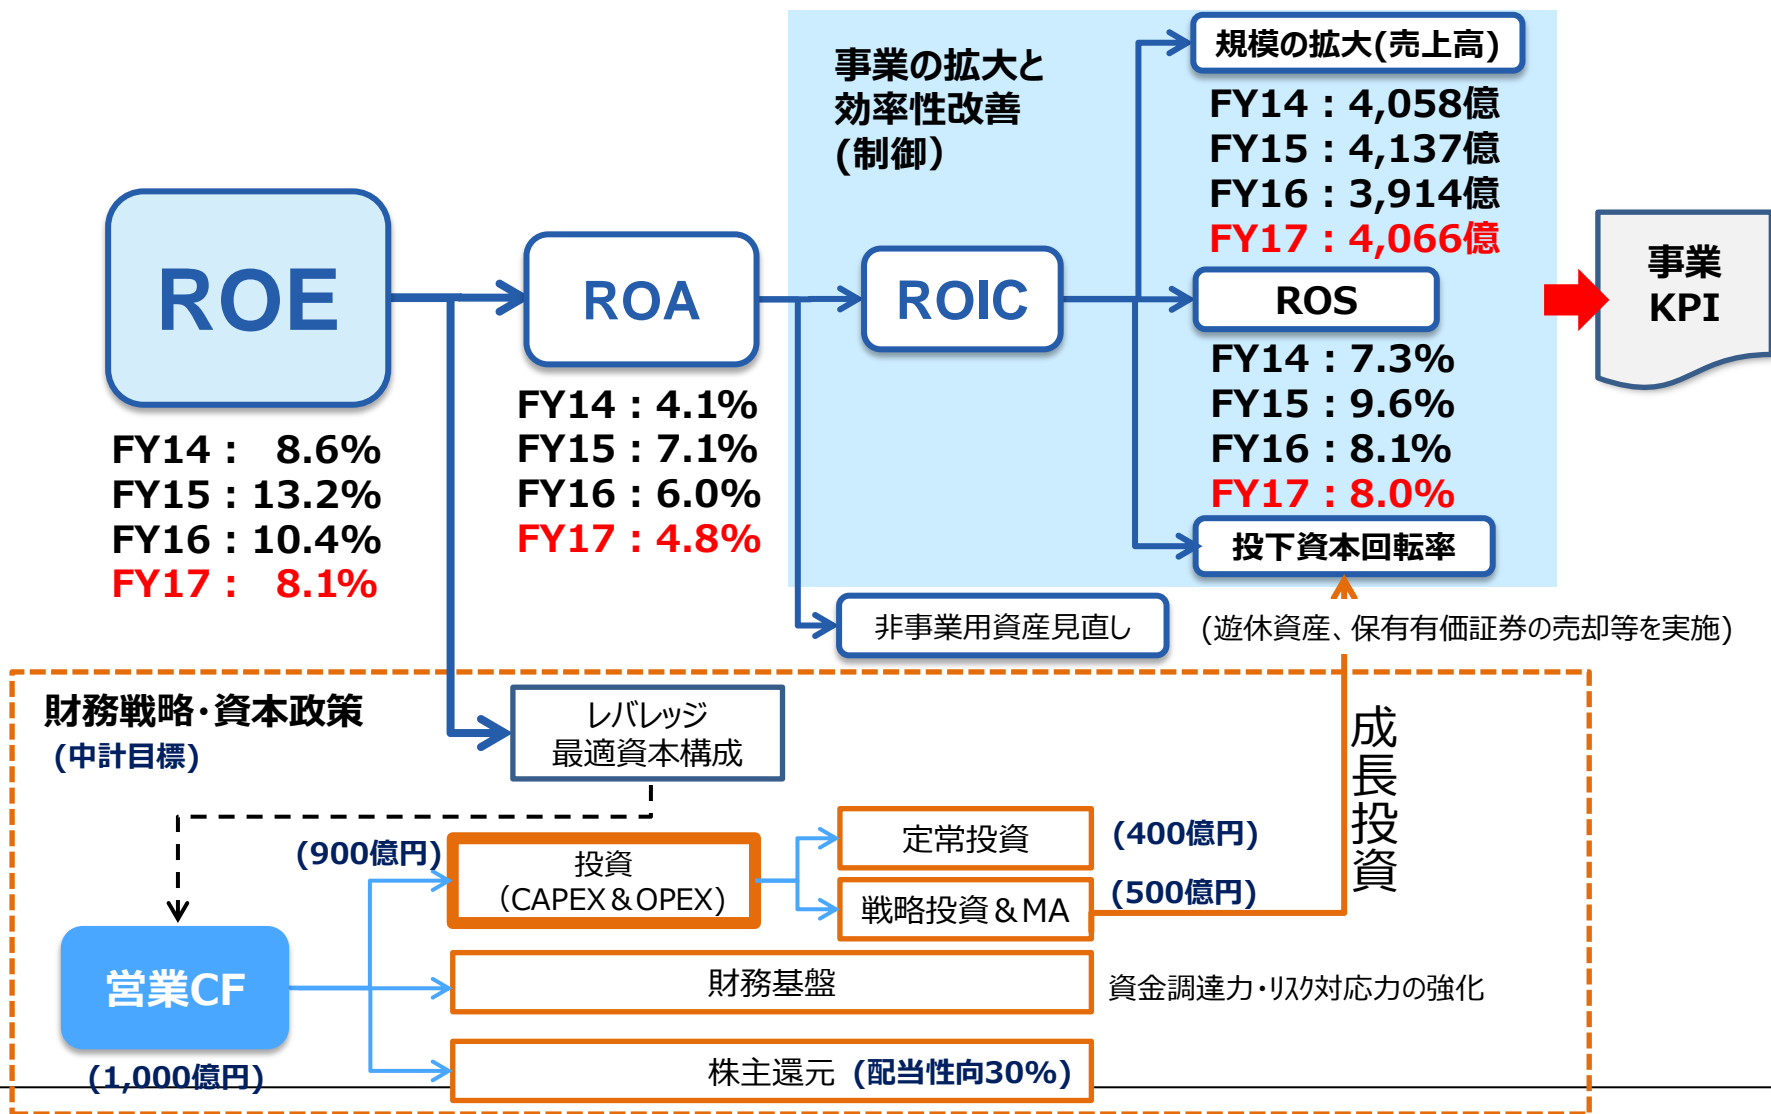 事業の拡大と
効率性改善
(制御)
規模の拡大(売上高)
FY14：4,058億
FY15：4,137億
FY16：3,914億
FY17：4,066億
ROE
FY14： 8.6%
FY15：13.2%
FY16：10.4%
FY17： 8.1%
ROA
FY14：4.1%
FY15：7.1%
FY16：6.0%
FY17：4.8%
ROIC
ROS
FY14：7.3%
FY15：9.6%
FY16：8.1%
FY17：8.0%
事業
KPI
投下資本回転率
非事業用資産見直し
(遊休資産、保有有価証券の売却等を実施)
財務戦略・資本政策
(中計目標)
レバレッジ
最適資本構成
成長投資
(900億円)
投資
（CAPEX＆OPEX)
定常投資
(400億円)
戦略投資＆MA
(500億円)
営業CF
(1,000億円)
財務基盤
資金調達力・リスク対応力の強化
株主還元 (配当性向30%)